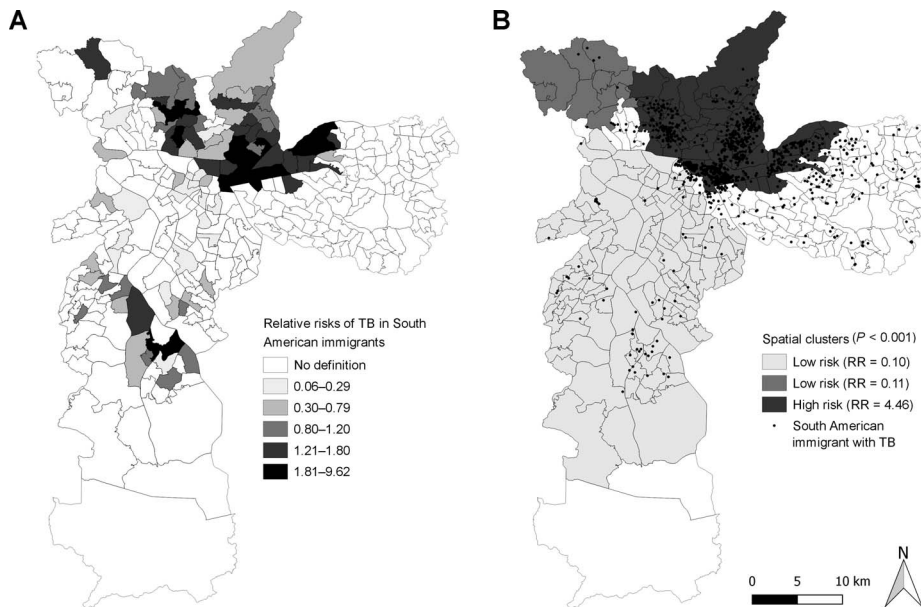 A
Relative risks of TB in South
American immigrants
No definition
0.06–0.29
0.30–0.79
0.80–1.20
1.21–1.80
1.81–9.62
B
Spatial clusters (P < 0.001)
Low risk (RR = 0.10)
Low risk (RR = 0.11)
High risk (RR = 4.46)
South American
immigrant with TB
0 5 10 km
N